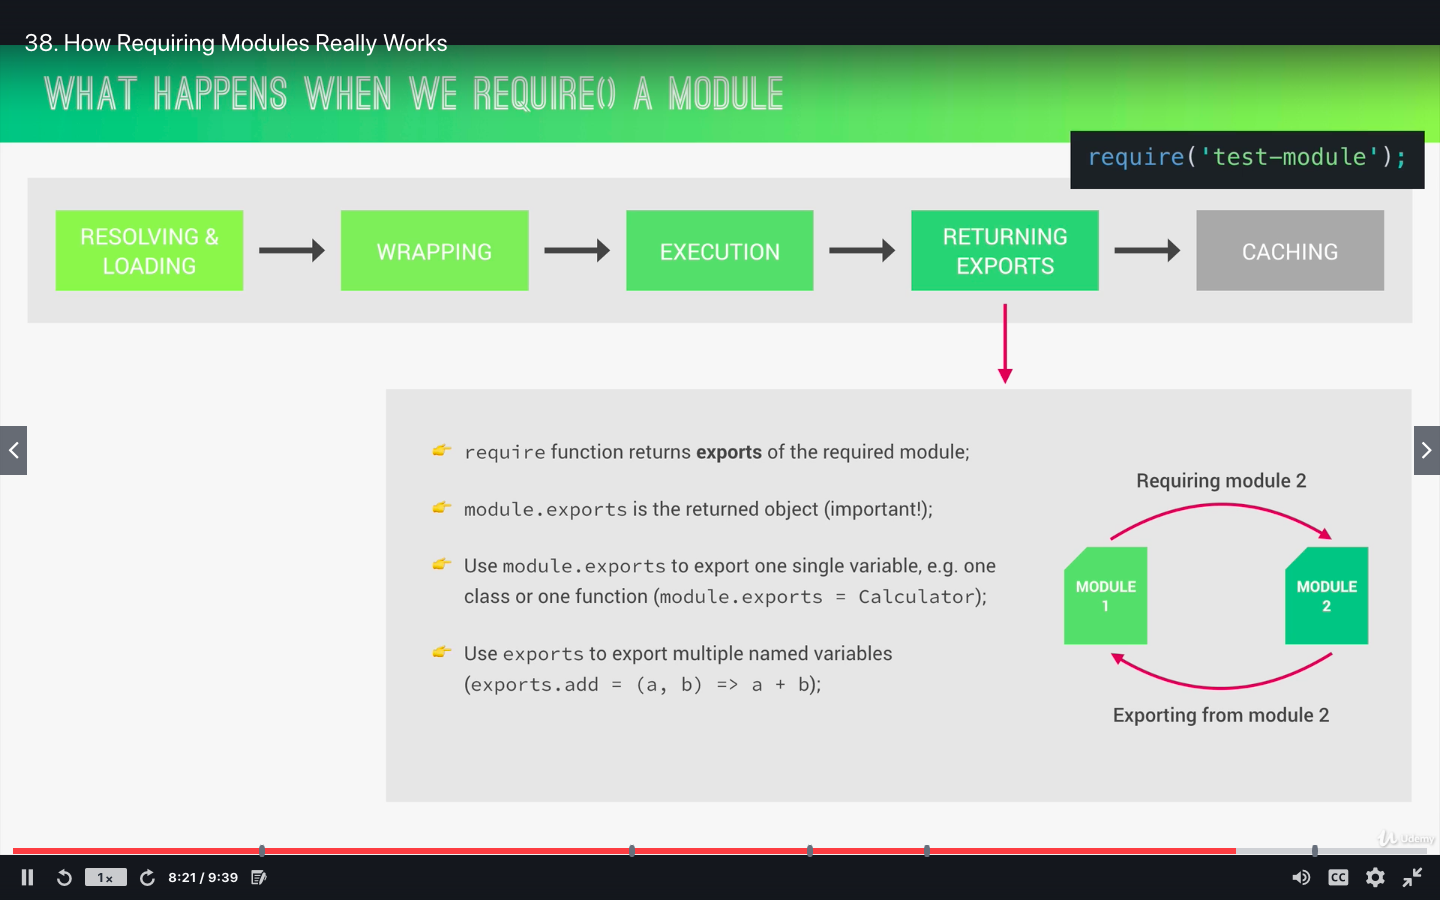 38. How Requiring Modules Really Works
WHAT HAPPENS WHEN WE REQUIRE() A MODULE
require('test-module');
RESOLVING &
LOADING
WRAPPING
EXECUTION
RETURNING
EXPORTS
CACHING
require function returns exports of the required module;
module.exports is the returned object (important!);
Use module.exports to export one single variable, e.g. one
class or one function (module.exports = Calculator);
Use exports to export multiple named variables
(exports.add = (a, b) => a + b);
Requiring module 2
MODULE
1
MODULE
2
Exporting from module 2
Udemy
1x
8:21 / 9:39
CC